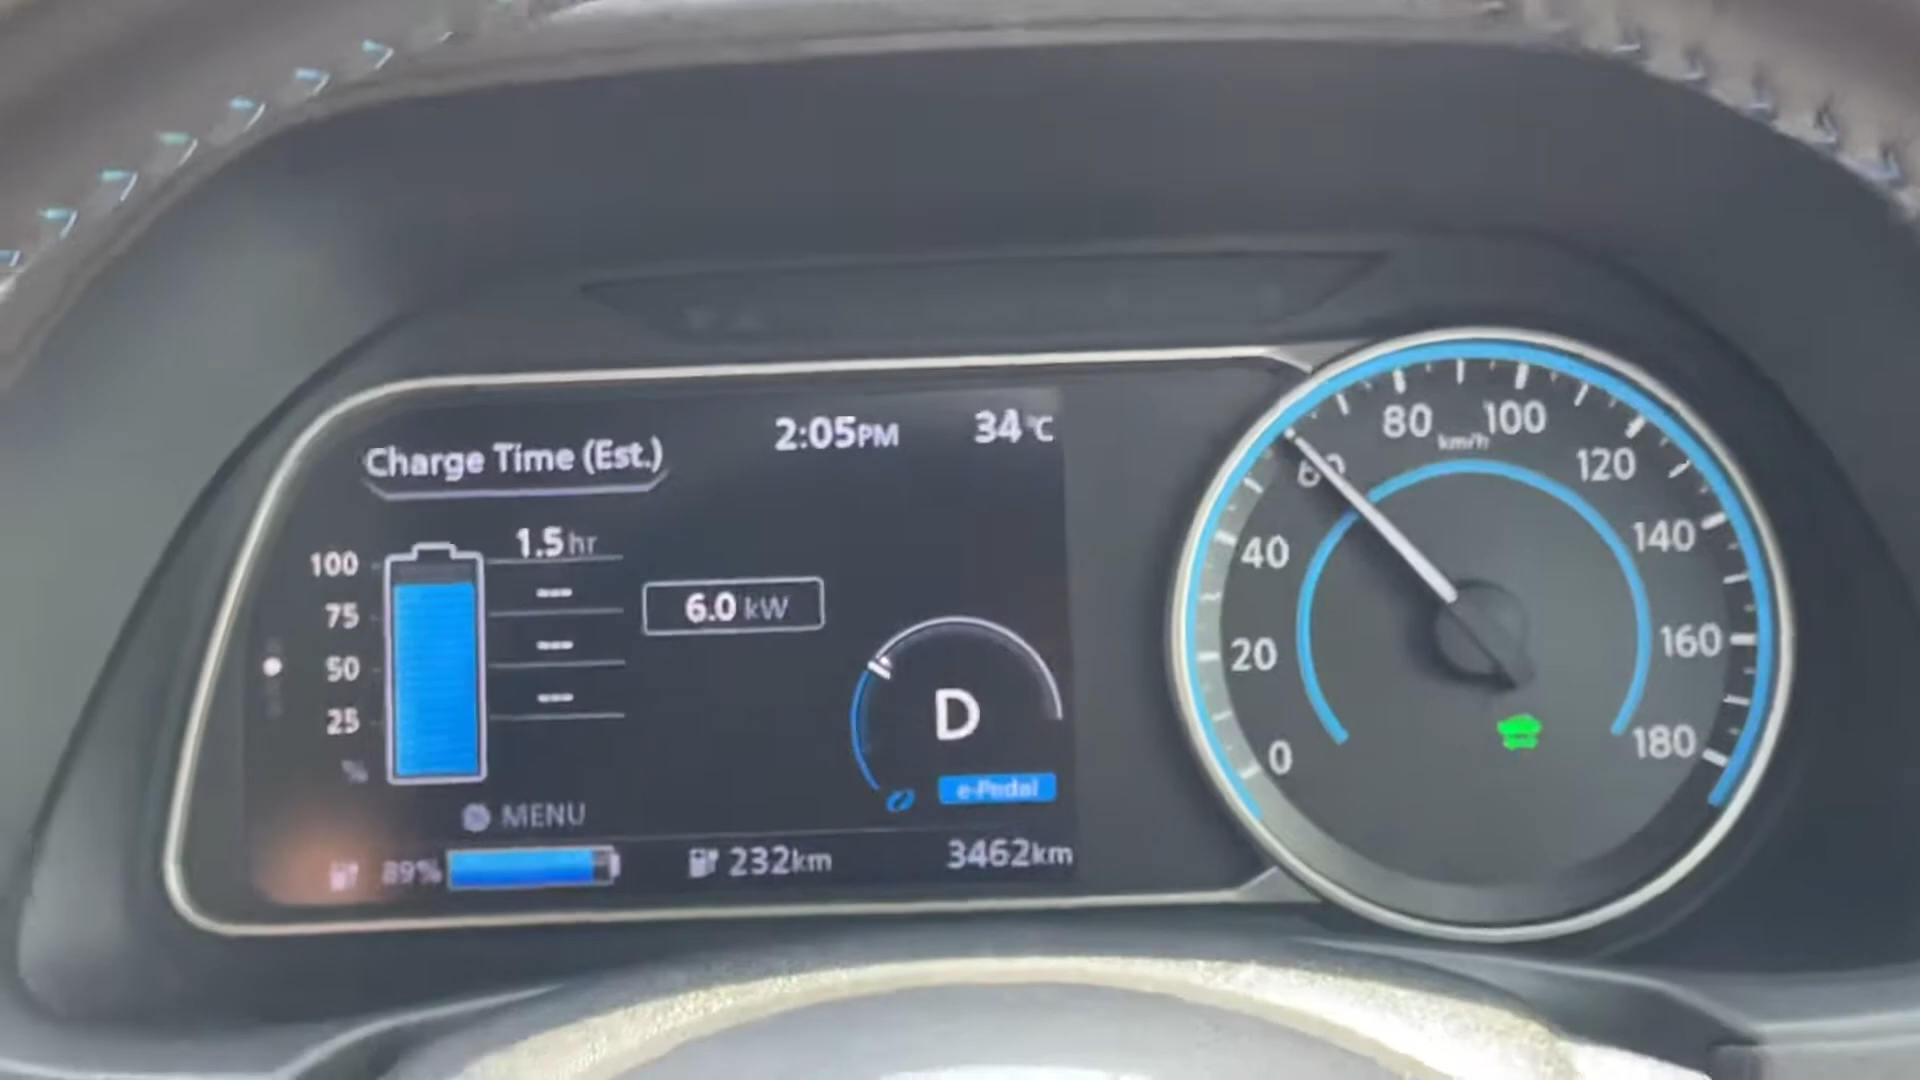 Charge Time (Est.)
2:05PM
34°C
1.5hr
100
75
50
25
%
---
---
---
6.0 kW
D
e-Pedal
MENU
89%
232km
3462km
0
20
40
60
80
100
120
140
160
180
km/h